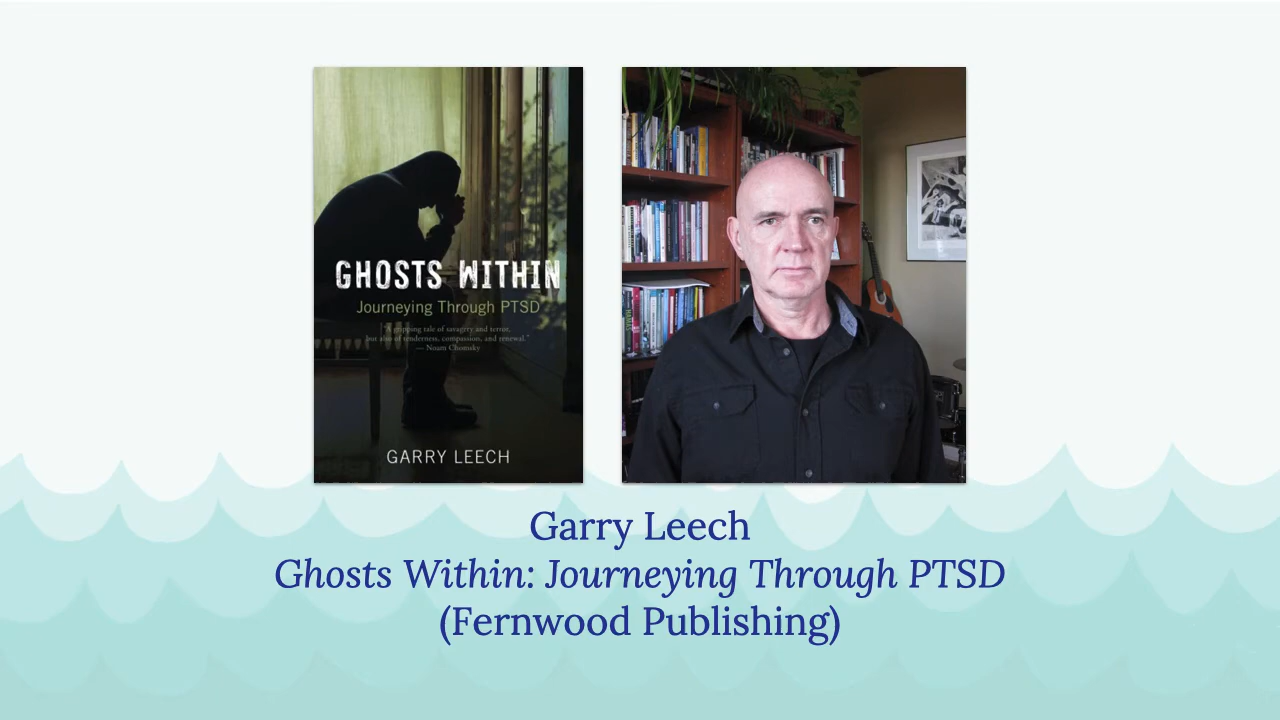 GHOSTS WITHIN
Journeying Through PTSD
"A gripping tale of savagery and terror,
but also of tenderness, compassion, and renewal."
— Noam Chomsky
GARRY LEECH
Garry Leech
Ghosts Within: Journeying Through PTSD
(Fernwood Publishing)